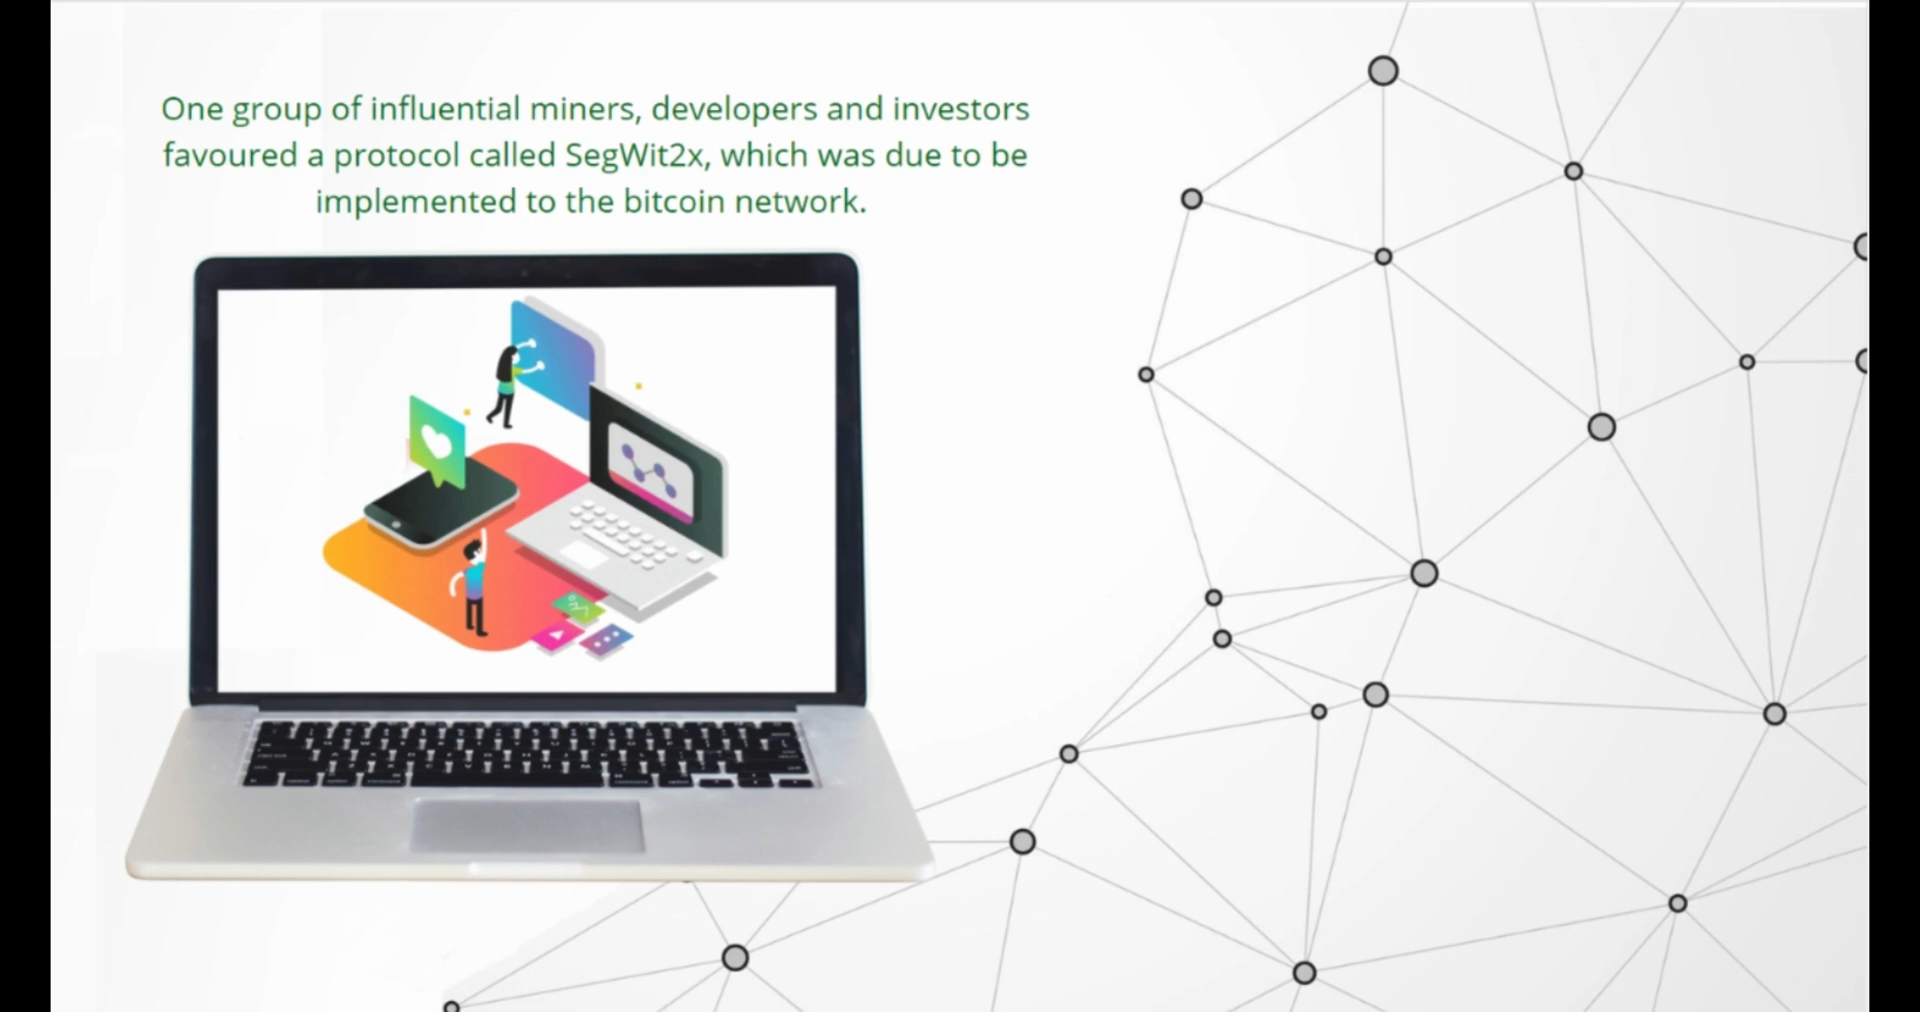 One group of influential miners, developers and investors
favoured a protocol called SegWit2x, which was due to be
implemented to the bitcoin network.